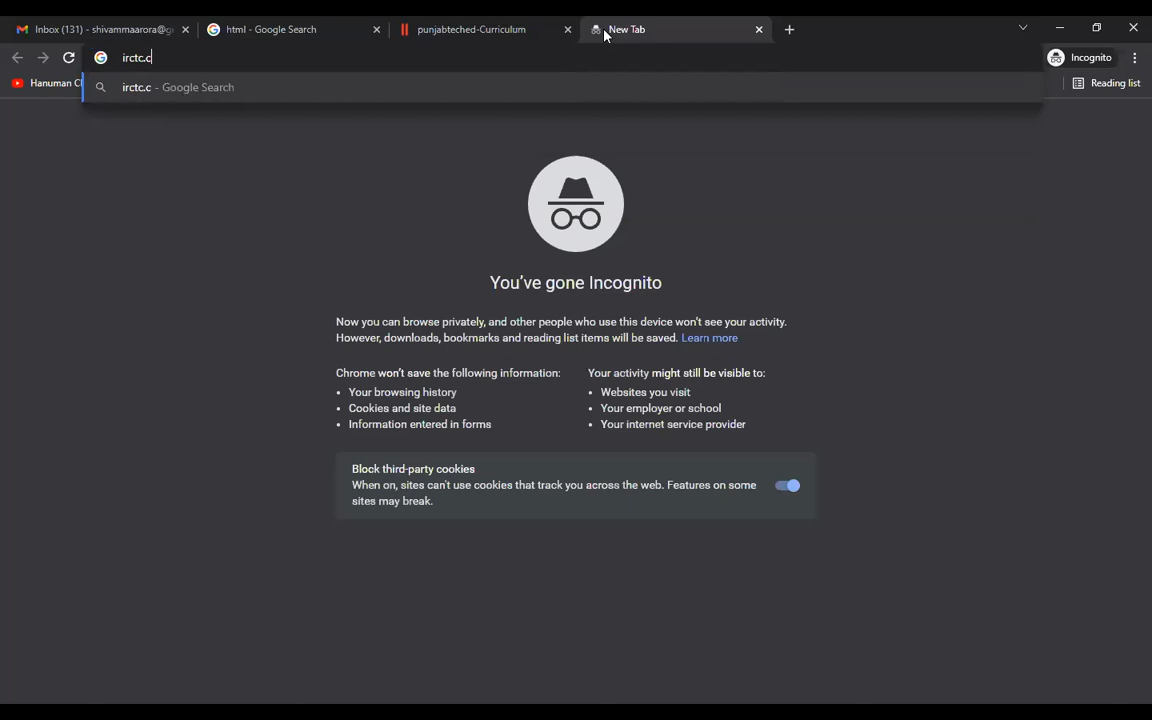 Inbox (131) - shivammaarora@g
html - Google Search
punjabteched-Curriculum
New Tab
irctc.c
Incognito
Hanuman C
irctc.c - Google Search
Reading list
You've gone Incognito
Now you can browse privately, and other people who use this device won't see your activity.
However, downloads, bookmarks and reading list items will be saved. Learn more
Chrome won't save the following information:
• Your browsing history
• Cookies and site data
• Information entered in forms
Your activity might still be visible to:
• Websites you visit
• Your employer or school
• Your internet service provider
Block third-party cookies
When on, sites can't use cookies that track you across the web. Features on some
sites may break.